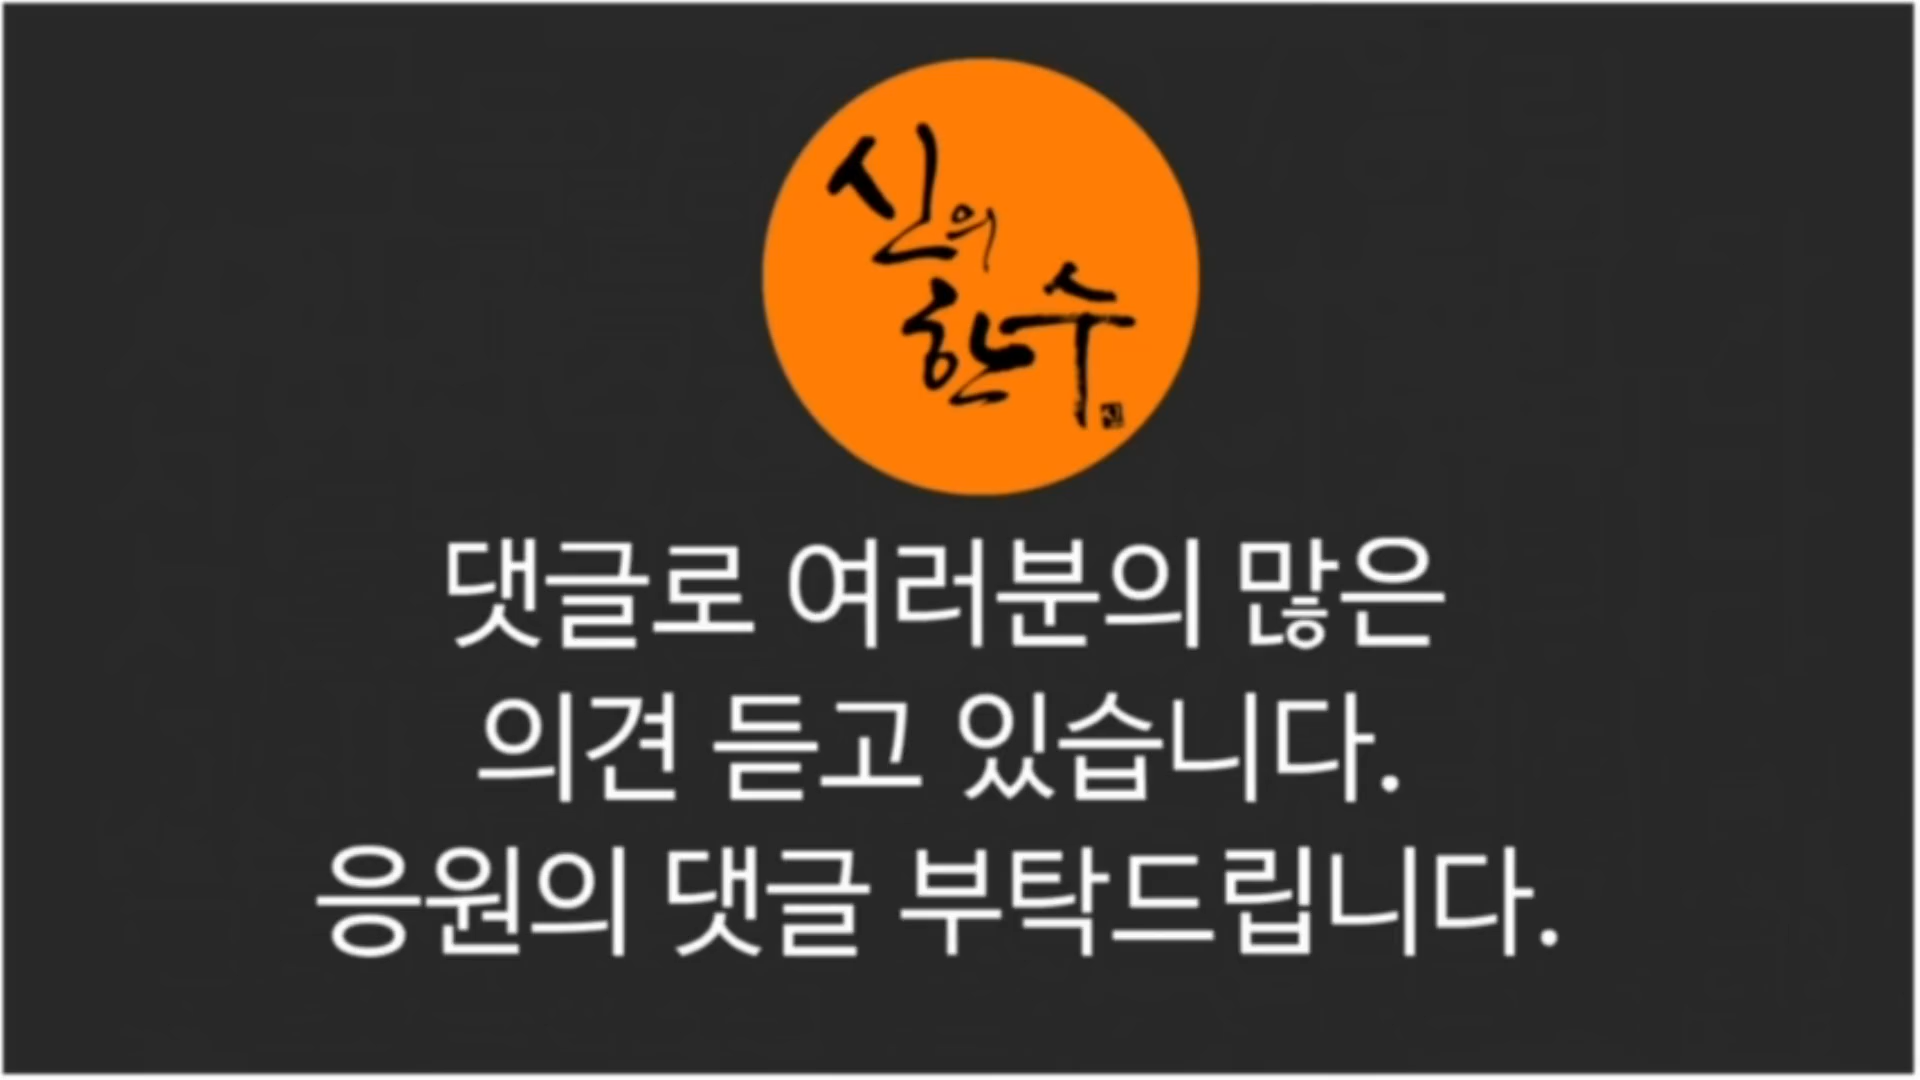 신의
한수
댓글로 여러분의 많은
의견 듣고 있습니다.
응원의 댓글 부탁드립니다.